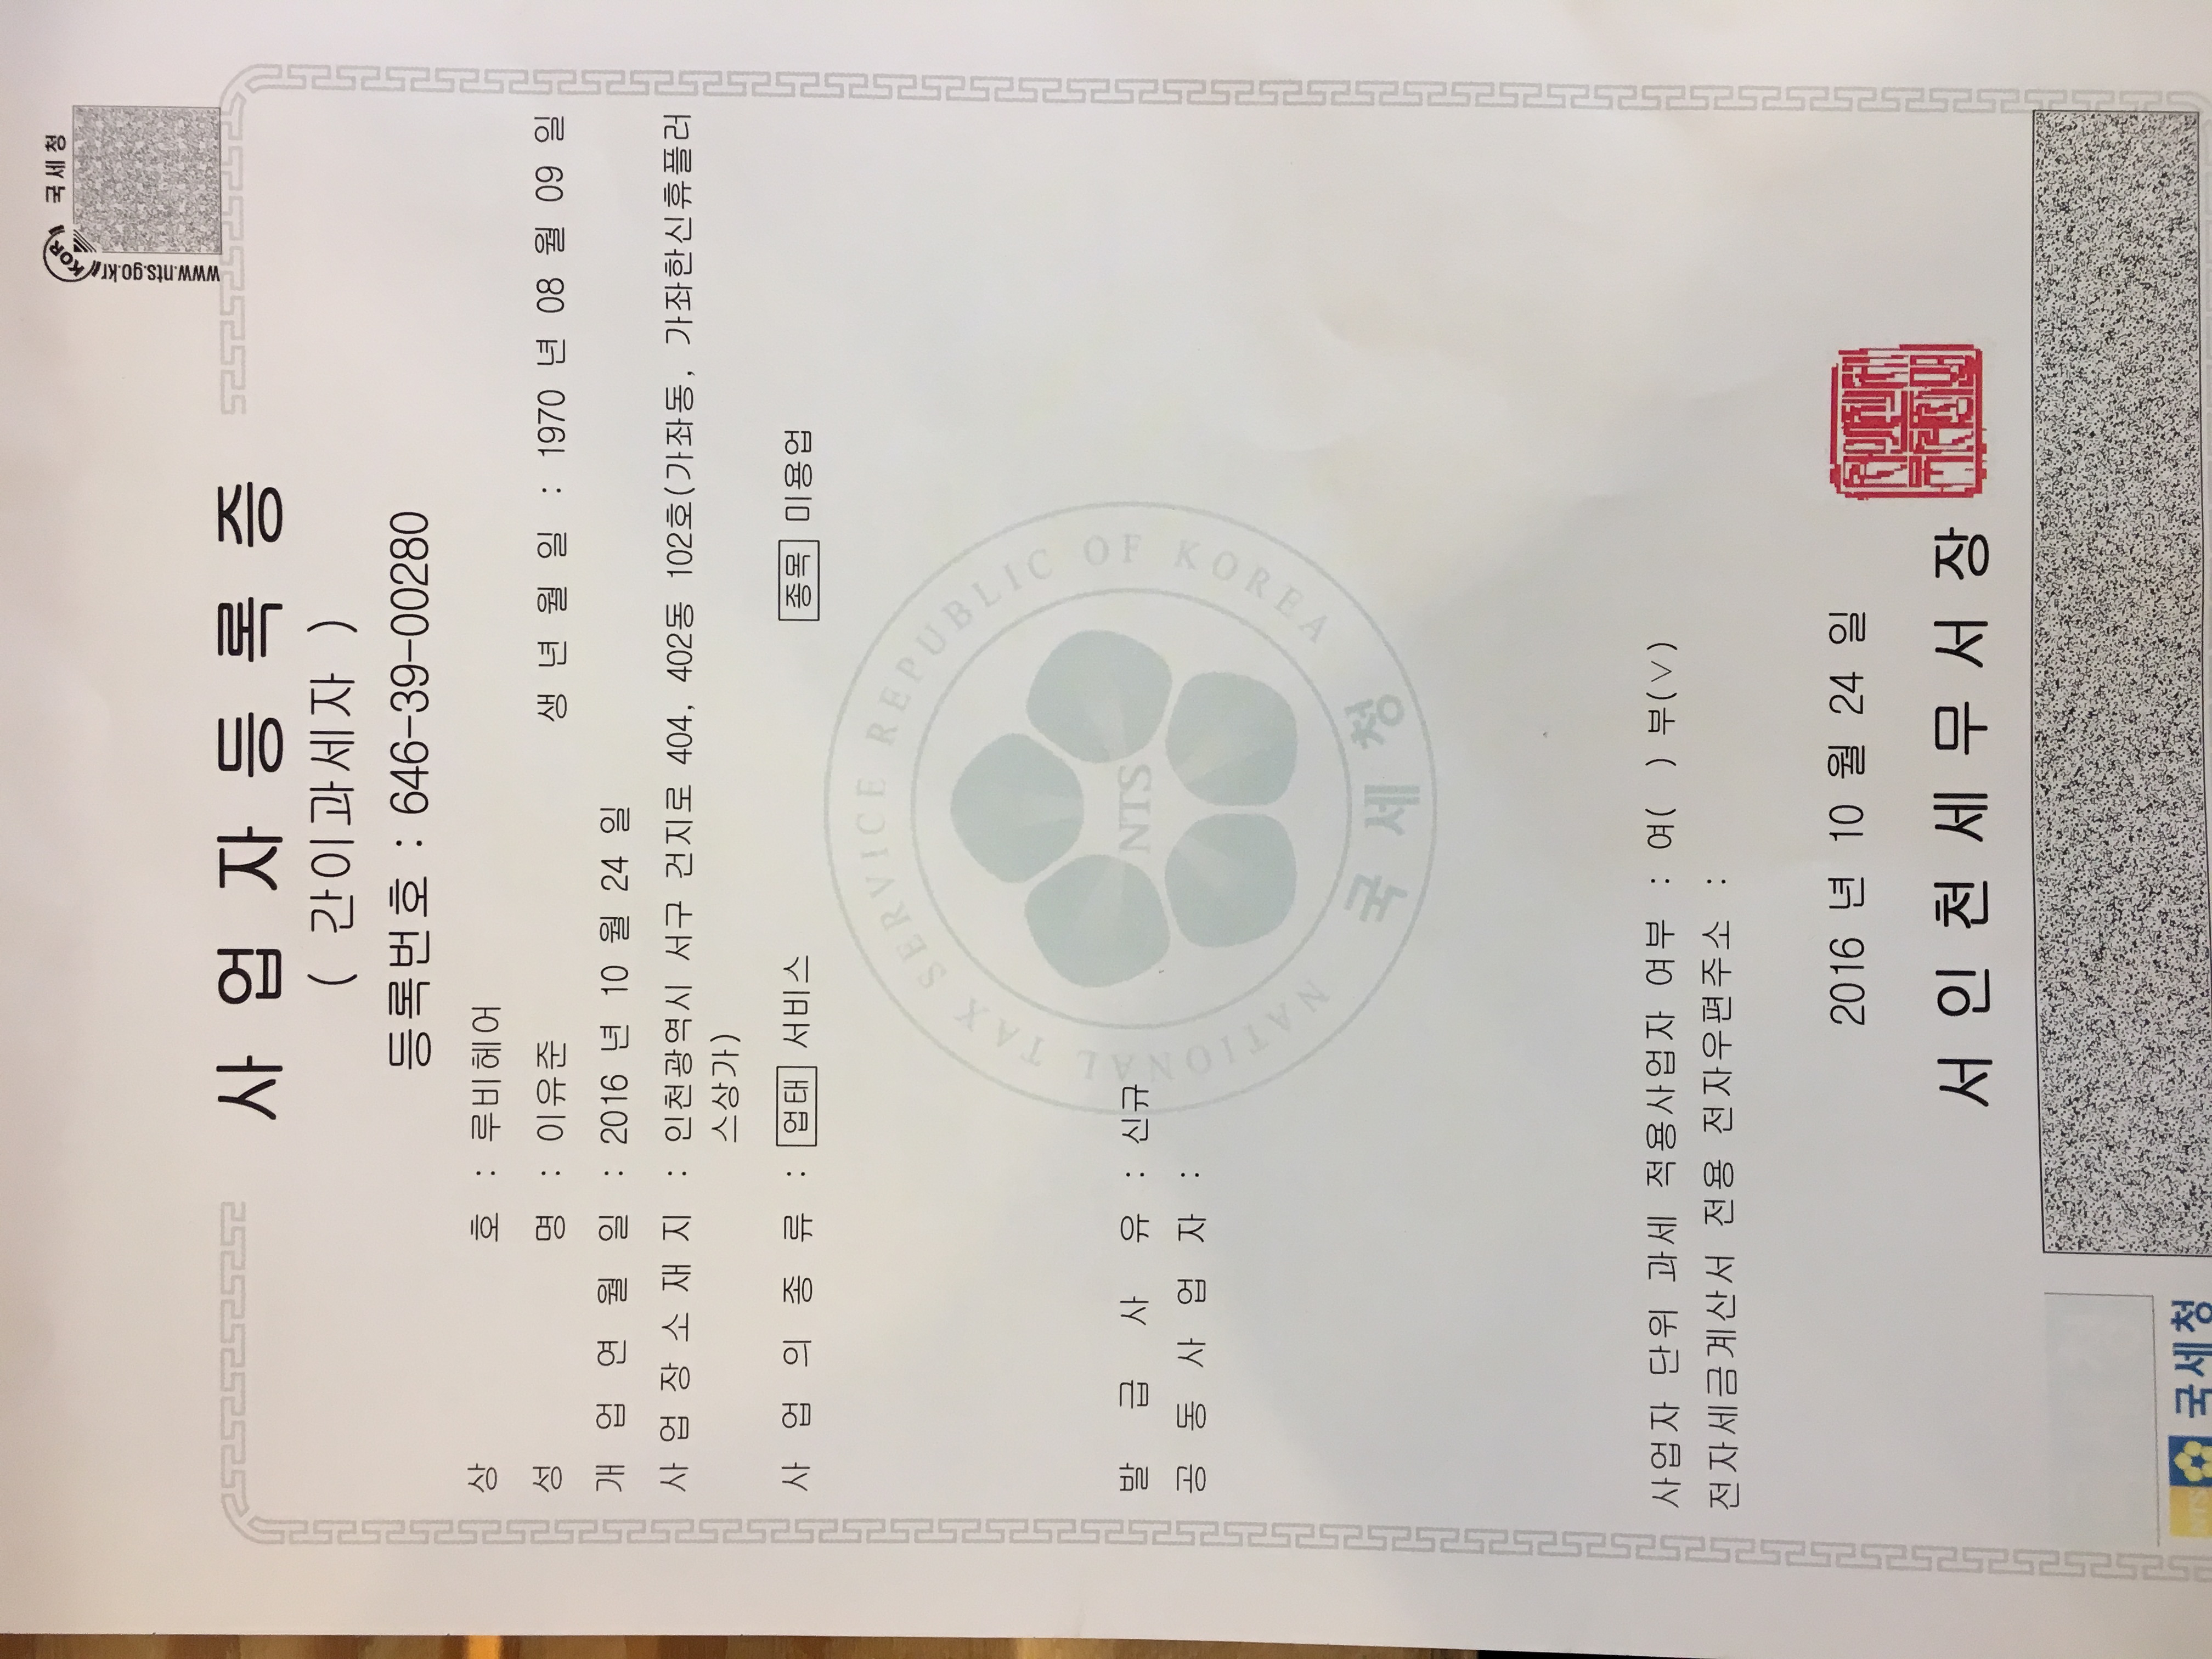 국세청
www.nts.go.kr
KOR
사업자등록증
( 간이과세자 )
등록번호 : 646-39-00280
상 호 : 루비헤어
성 명 : 이유준 생 년 월 일 : 1970 년 08 월 09 일
개 업 연 월 일 : 2016 년 10 월 24 일
사 업 장 소 재 지 : 인천광역시 서구 건지로 404, 402동 102호(가좌동, 가좌한신휴플러
스상가)
사 업 의 종 류 : 업태 서비스 종목 미용업
NATIONAL TAX SERVICE REPUBLIC OF KOREA
NTS
국세청
발 급 사 유 : 신규
공 동 사 업 자 :
사업자 단위 과세 적용사업자 여부 : 여( ) 부(∨)
전자세금계산서 전용 전자우편주소 :
2016 년 10 월 24 일
서인천세무서장
NTS 국세청